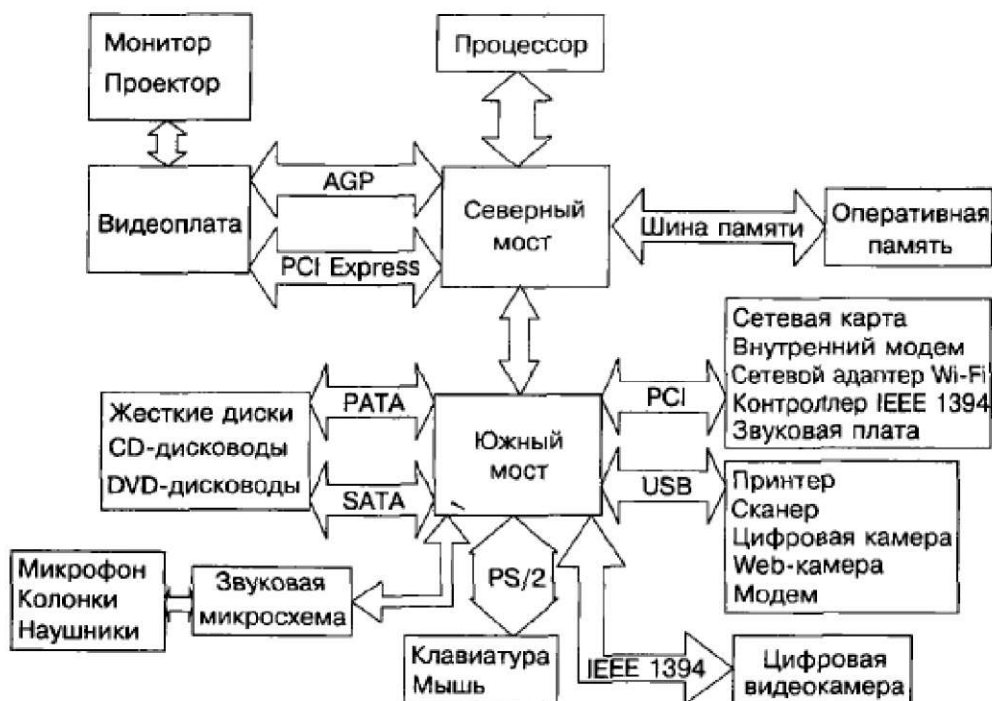 Монитор
Проектор
Процессор
Видеоплата
AGP
PCI Express
Северный
мост
Шина памяти
Оперативная
память
Жесткие диски
CD-дисководы
DVD-дисководы
PATA
SATA
Южный
мост
PCI
USB
Сетевая карта
Внутренний модем
Сетевой адаптер Wi-Fi
Контроллер IEEE 1394
Звуковая плата
Принтер
Сканер
Цифровая камера
Web-камера
Модем
Микрофон
Колонки
Наушники
Звуковая
микросхема
PS/2
Клавиатура
Мышь
IEEE 1394
Цифровая
видеокамера